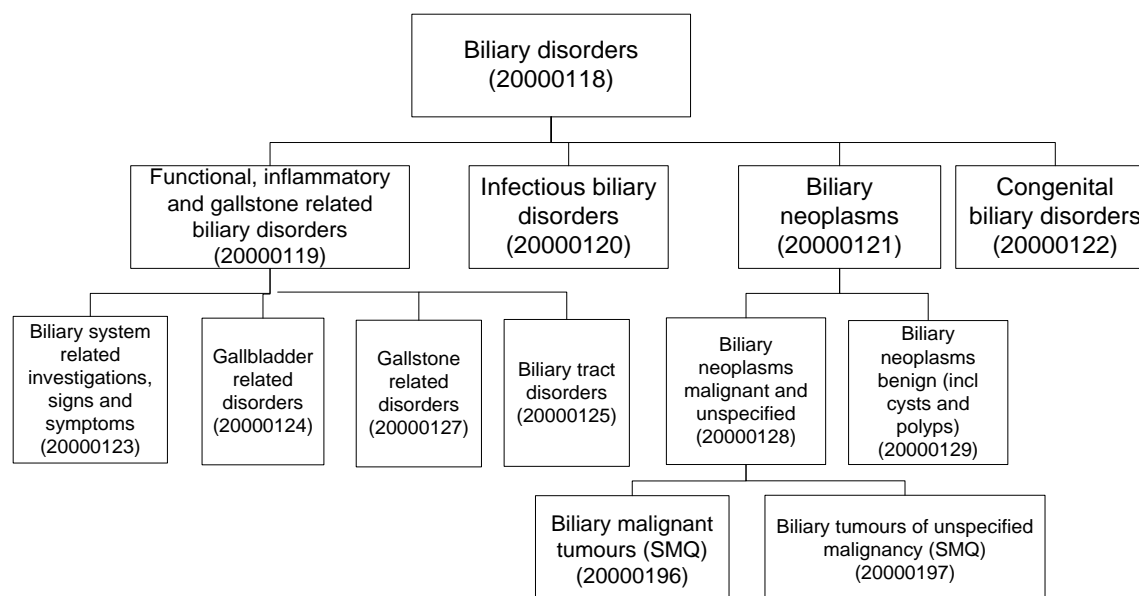 Biliary disorders
(20000118)
Functional, inflammatory
and gallstone related
biliary disorders
(20000119)
Infectious biliary
disorders
(20000120)
Biliary
neoplasms
(20000121)
Congenital
biliary disorders
(20000122)
Biliary system
related
investigations,
signs and
symptoms
(20000123)
Gallbladder
related
disorders
(20000124)
Gallstone
related
disorders
(20000127)
Biliary tract
disorders
(20000125)
Biliary
neoplasms
malignant and
unspecified
(20000128)
Biliary
neoplasms
benign (incl
cysts and
polyps)
(20000129)
Biliary malignant
tumours (SMQ)
(20000196)
Biliary tumours of unspecified
malignancy (SMQ)
(20000197)